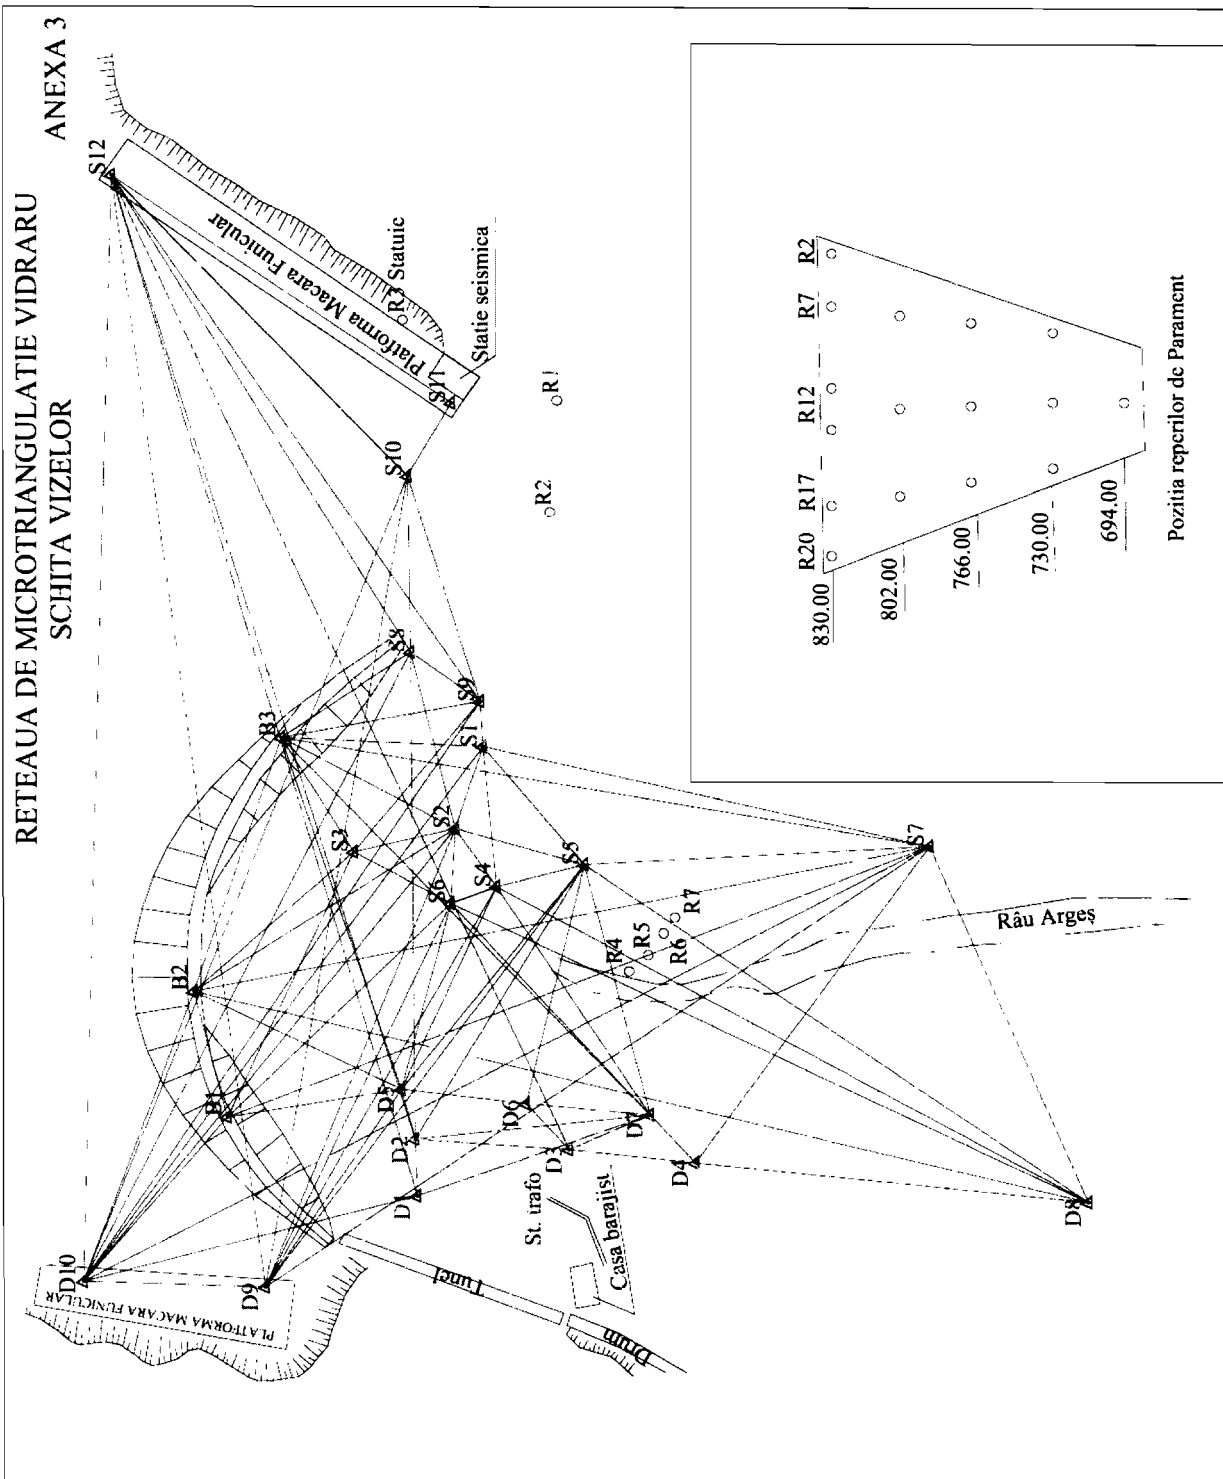 RETEAUA DE MICROTRIANGULATIE VIDRARU
SCHITA VIZELOR
ANEXA 3
S12
Platforma Macara Funicular
R3 Statuie
Statie seismica
S11
R1
S10
R2
S8
S9
S1
B3
S2
S3
S4
S5
S6
S7
R7
R6
R5
R4
Râu Argeș
B2
B1
D5
D6
D2
D7
D3
D4
D1
D8
St. trafo
Casa barajist
D10
D9
PLATFORMA MACARA FUNICULAR
Tunel
Drum
R20
R17
R12
R7
R2
830.00
802.00
766.00
730.00
694.00
Pozitia reperilor de Parament